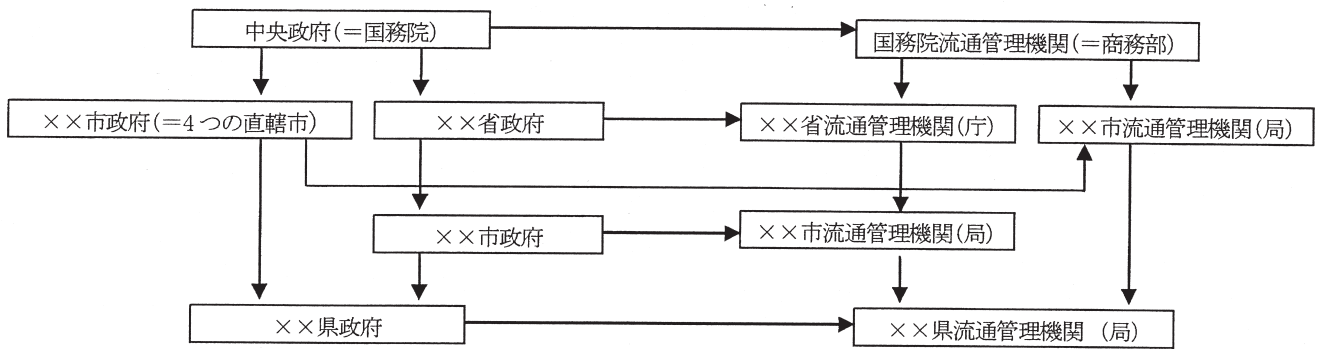 中央政府(=国務院)
国務院流通管理機関(=商務部)
××市政府(=4つの直轄市)
××省政府
××省流通管理機関(庁)
××市流通管理機関(局)
××市政府
××市流通管理機関(局)
××県政府
××県流通管理機関 (局)